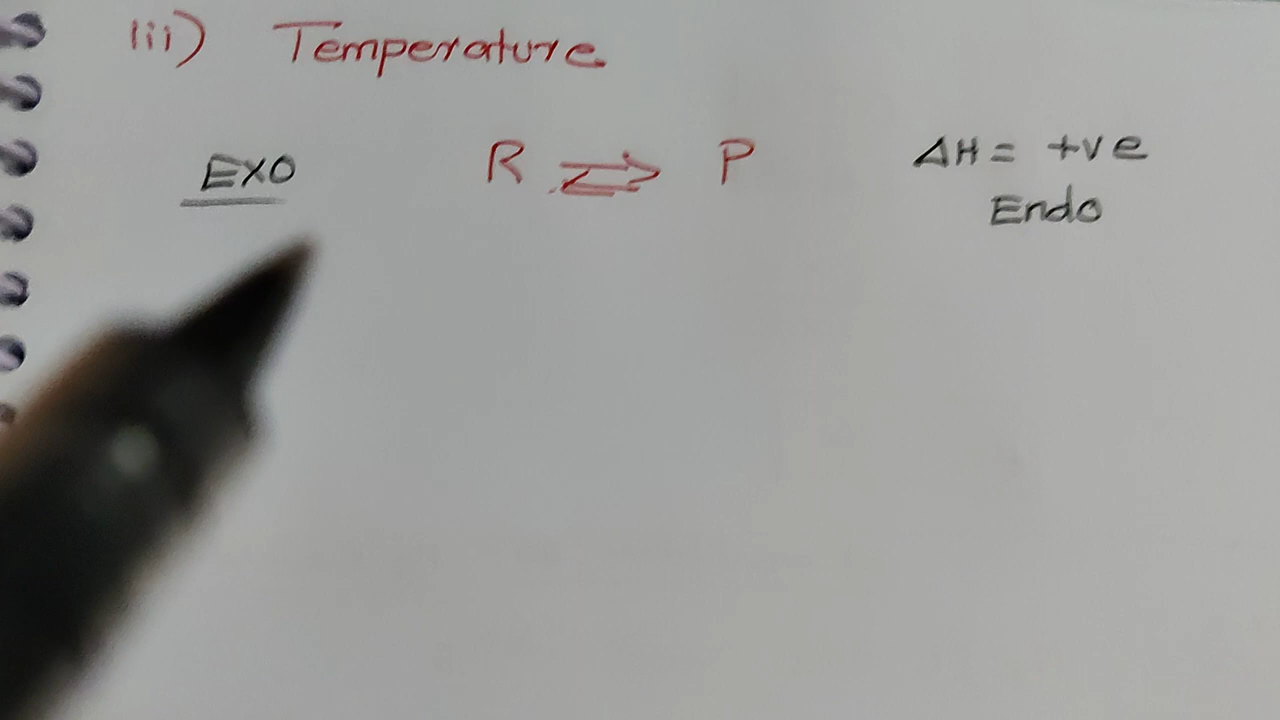 iii) Temperature
EXO R ⇌ P ΔH = +ve
Endo